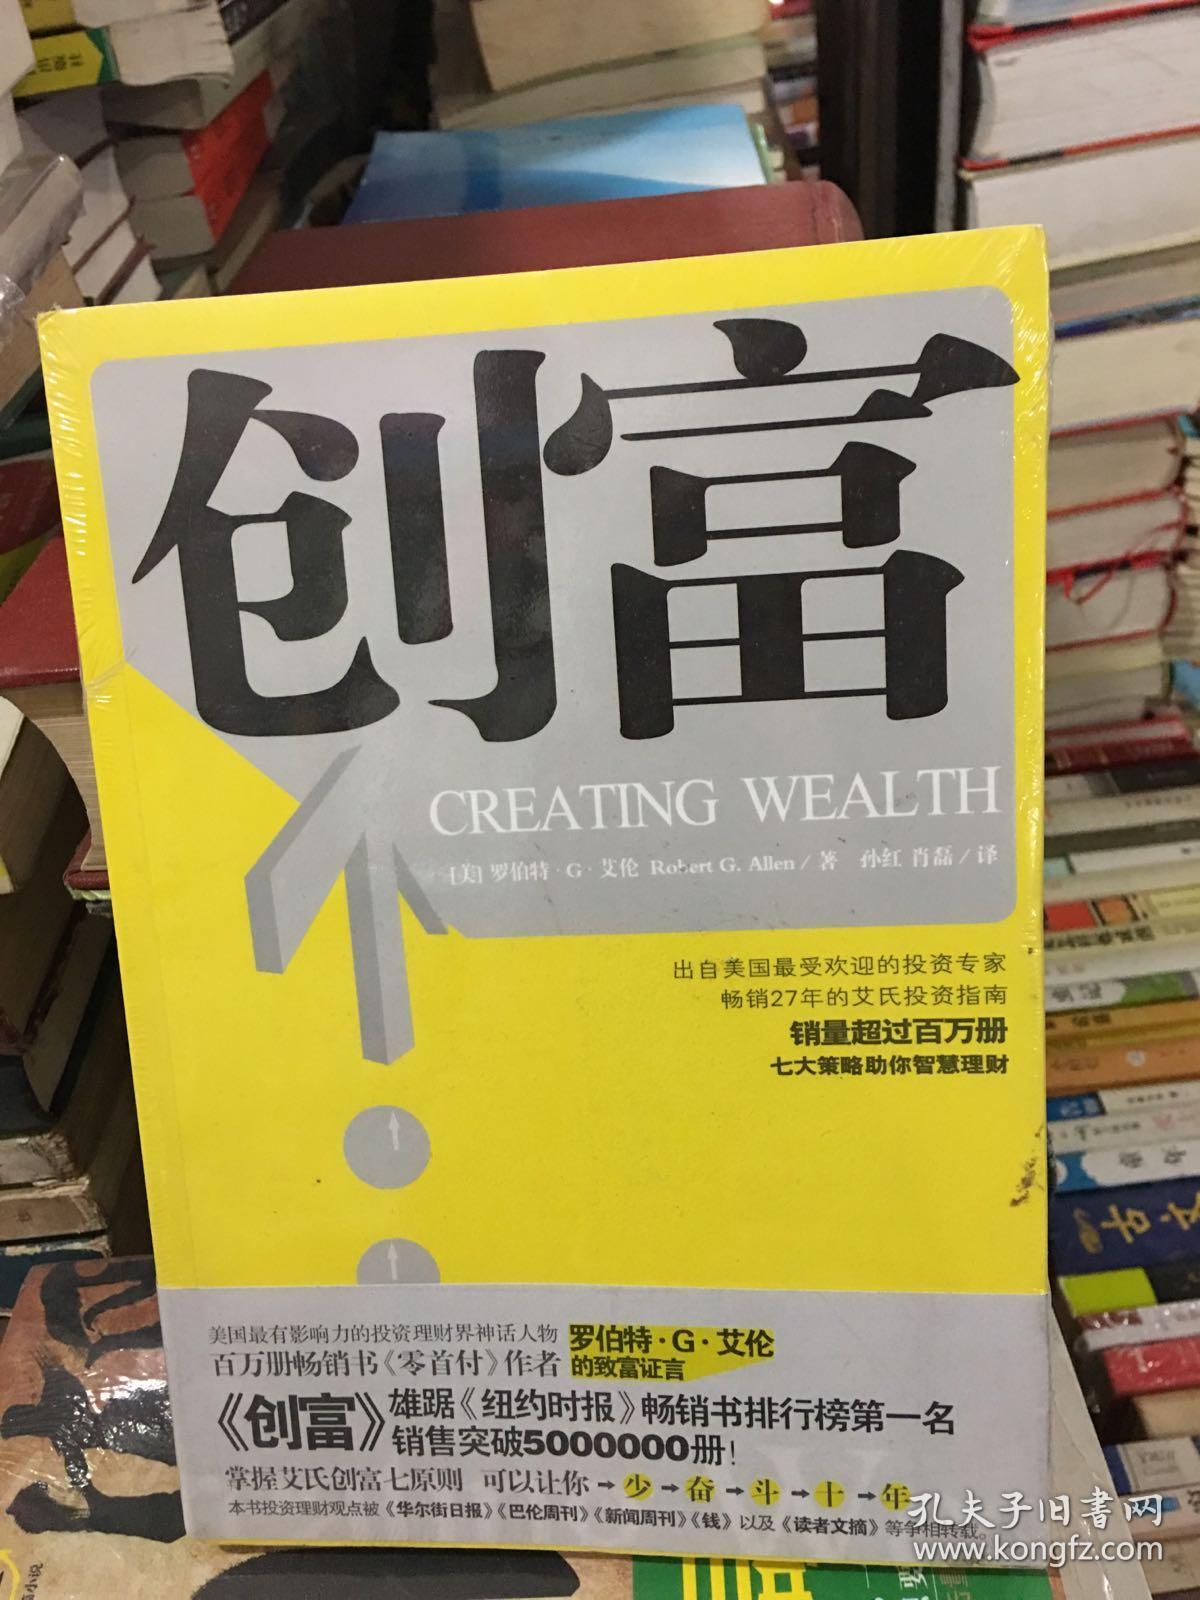 创富
CREATING WEALTH
[美] 罗伯特·G·艾伦 Robert G. Allen / 著 孙红 肖磊 / 译
出自美国最受欢迎的投资专家
畅销27年的艾氏投资指南
销量超过百万册
七大策略助你智慧理财
美国最有影响力的投资理财界神话人物
百万册畅销书《零首付》作者
罗伯特·G·艾伦
的致富证言
《创富》雄踞《纽约时报》畅销书排行榜第一名
销售突破5000000册!
掌握艾氏创富七原则 可以让你→少→奋→斗→十→年
本书投资理财观点被《华尔街日报》《巴伦周刊》《新闻周刊》《钱》以及《读者文摘》等争相转载。
孔夫子旧书网
www.kongfz.com